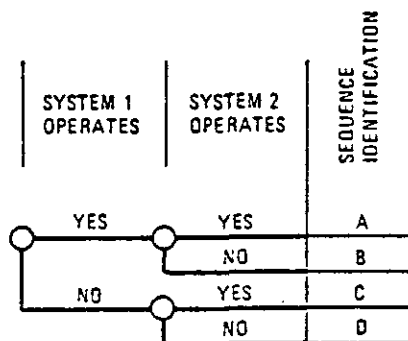 SYSTEM 1
OPERATES
SYSTEM 2
OPERATES
SEQUENCE
IDENTIFICATION
YES YES A
NO B
NO YES C
NO D